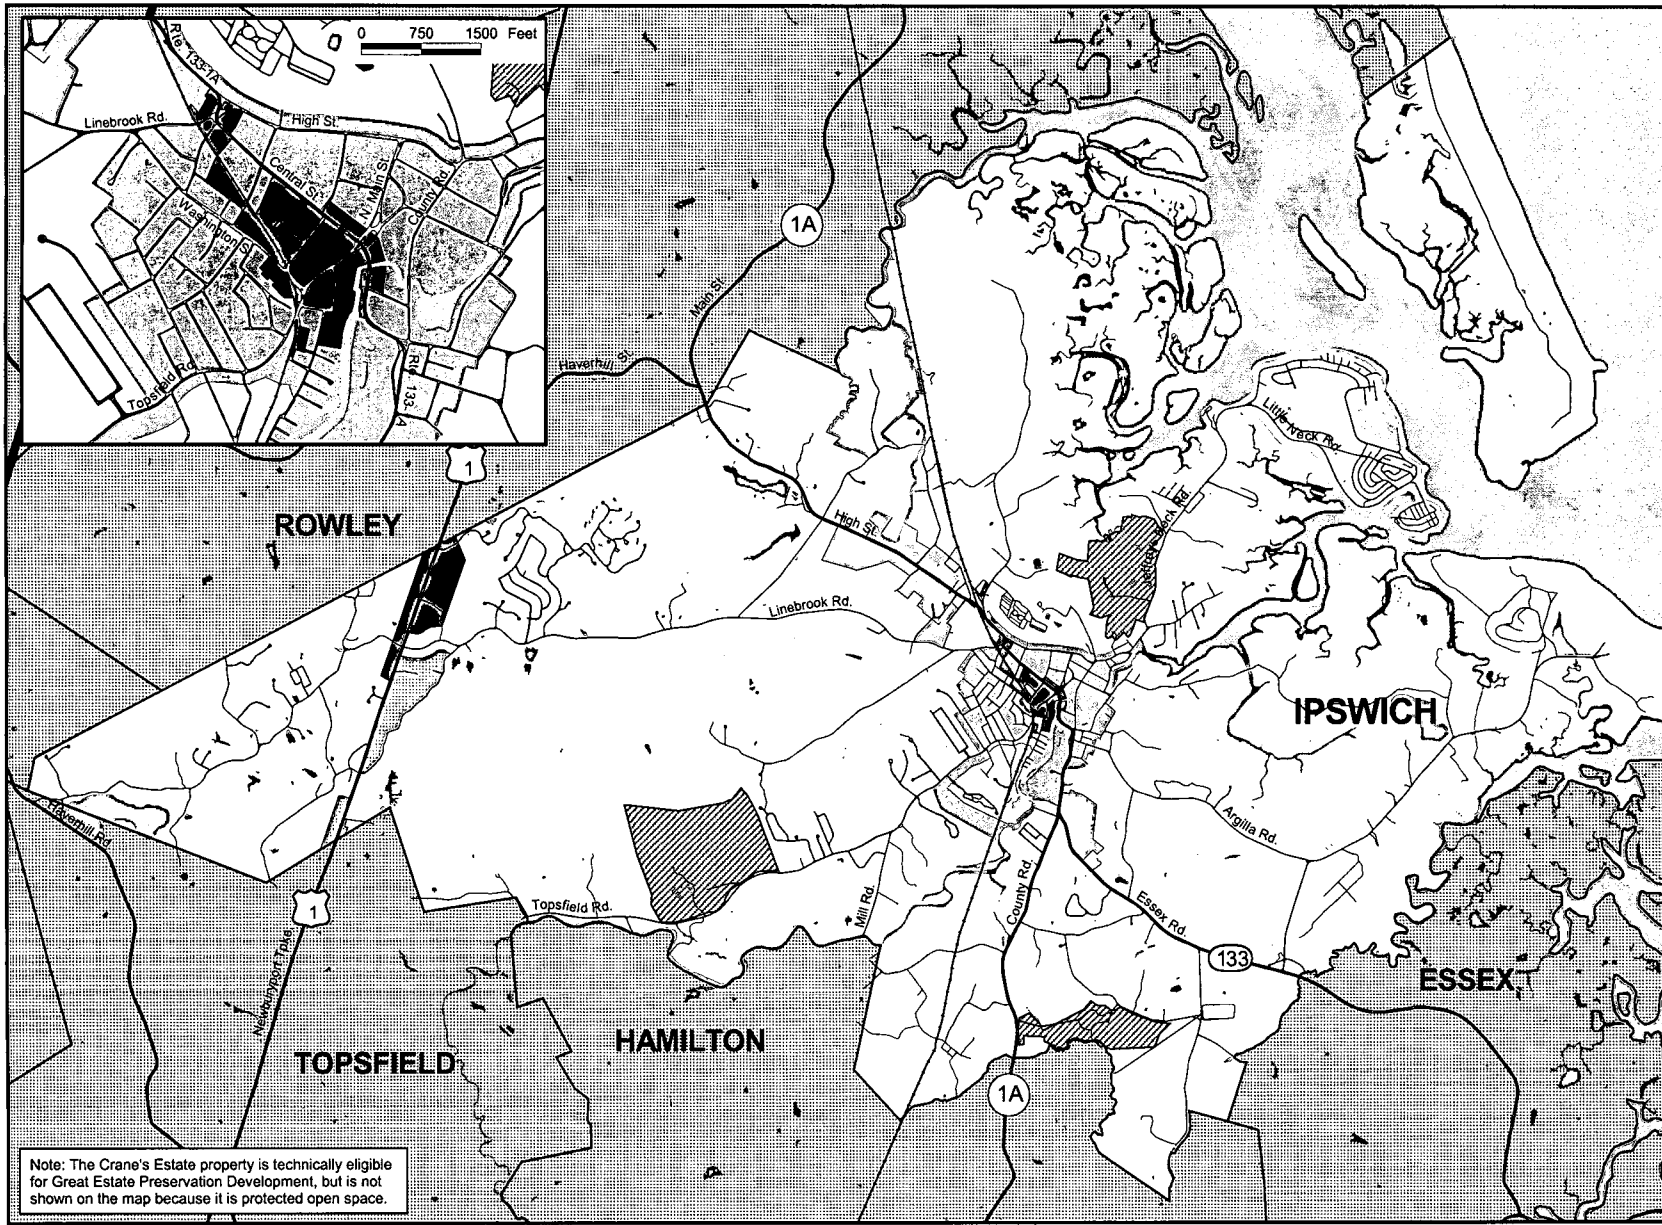 0 750 1500 Feet
Rte 133-1A
Linebrook Rd.
High St.
Central St.
N. Main St.
County Rd.
Washington St.
Topsfield Rd.
Rte 133-1A
1A
Main St.
Haverhill St.
Little Neck Rd.
1
ROWLEY
High St.
Jeffrey's Neck Rd.
Linebrook Rd.
IPSWICH
Haverhill Rd.
Argilla Rd.
Topsfield Rd.
Mill Rd.
County Rd.
Essex Rd.
1
Newburyport Tpke.
133
ESSEX
HAMILTON
TOPSFIELD
1A
Note: The Crane's Estate property is technically eligible
for Great Estate Preservation Development, but is not
shown on the map because it is protected open space.